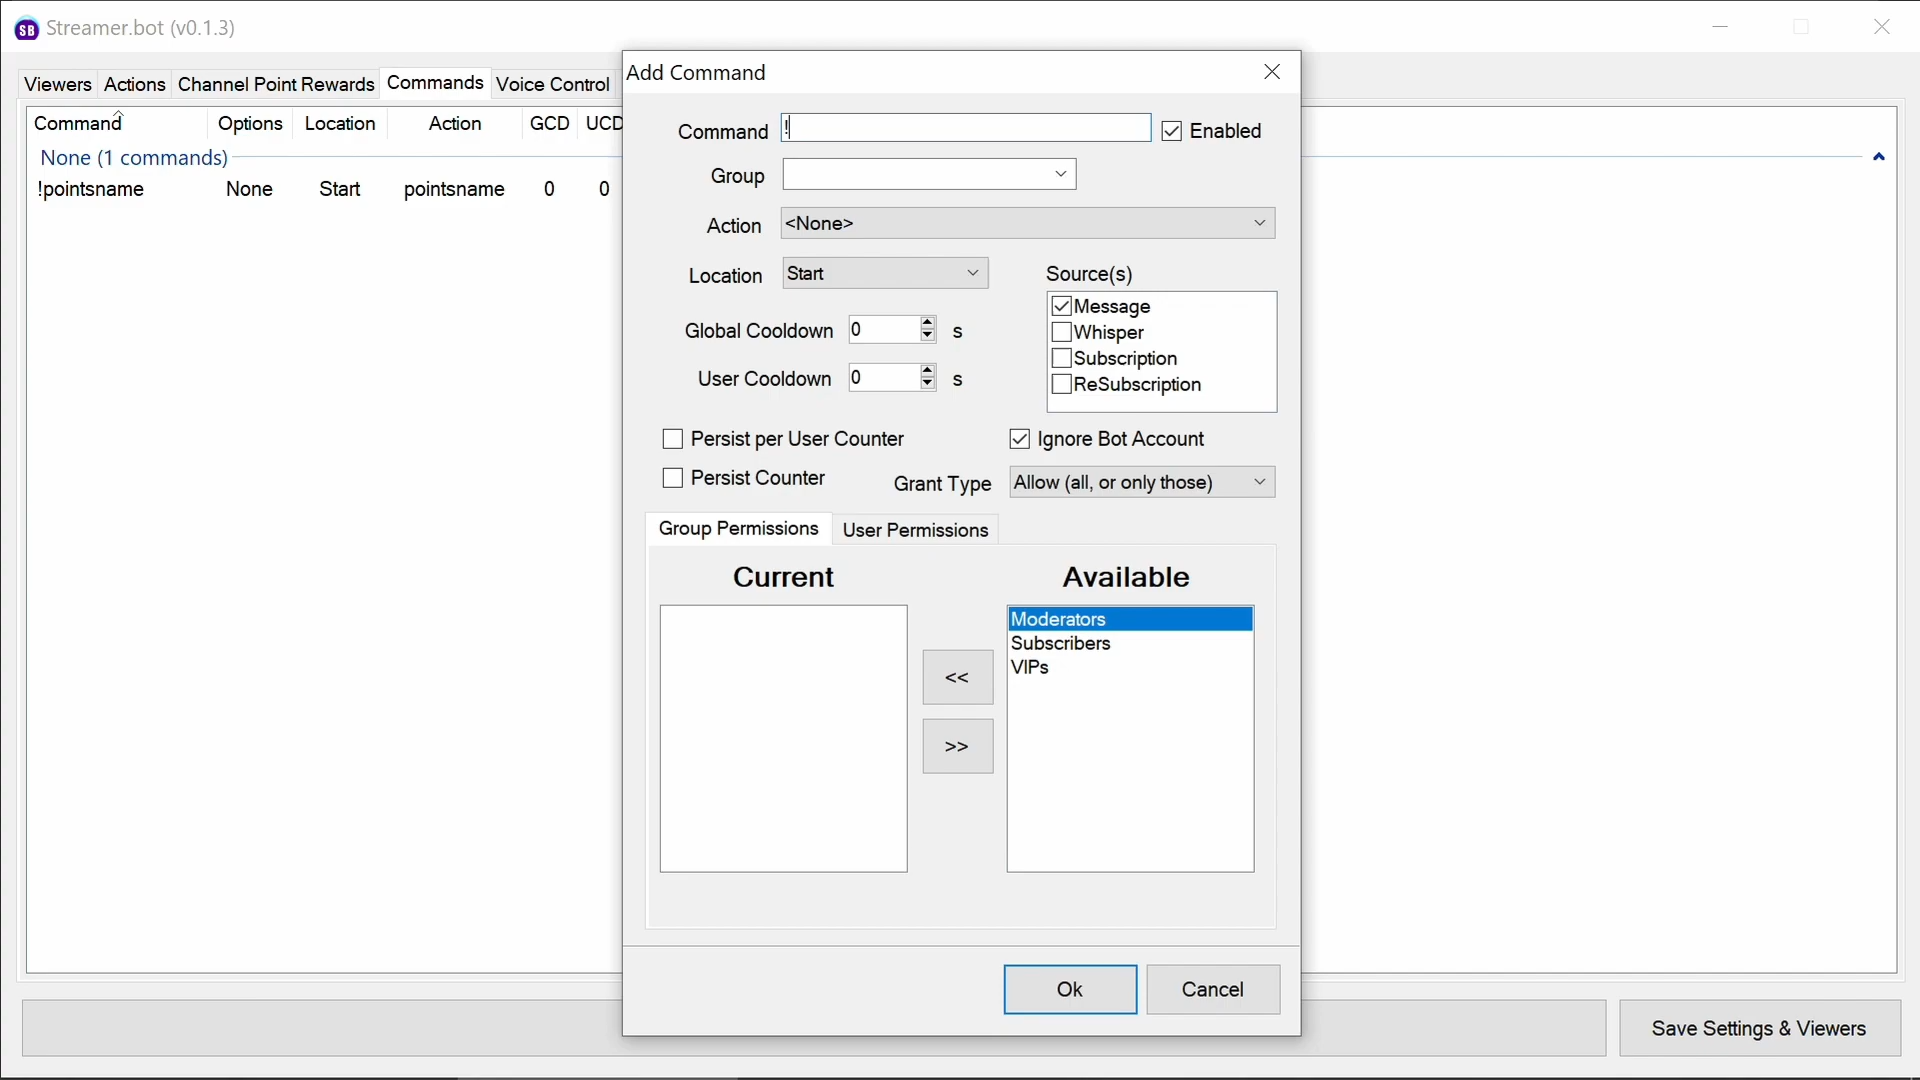 SB Streamer.bot (v0.1.3)
Viewers Actions Channel Point Rewards Commands Voice Control
Command Options Location Action GCD UCD
None (1 commands)
!pointsname None Start pointsname 0 0
Add Command
Command ! Enabled
Group
Action <None>
Location Start
Source(s)
Message
Whisper
Subscription
ReSubscription
Global Cooldown 0 s
User Cooldown 0 s
Persist per User Counter
Ignore Bot Account
Persist Counter
Grant Type Allow (all, or only those)
Group Permissions User Permissions
Current
Available
Moderators
Subscribers
VIPs
<<
>>
Ok Cancel
Save Settings & Viewers